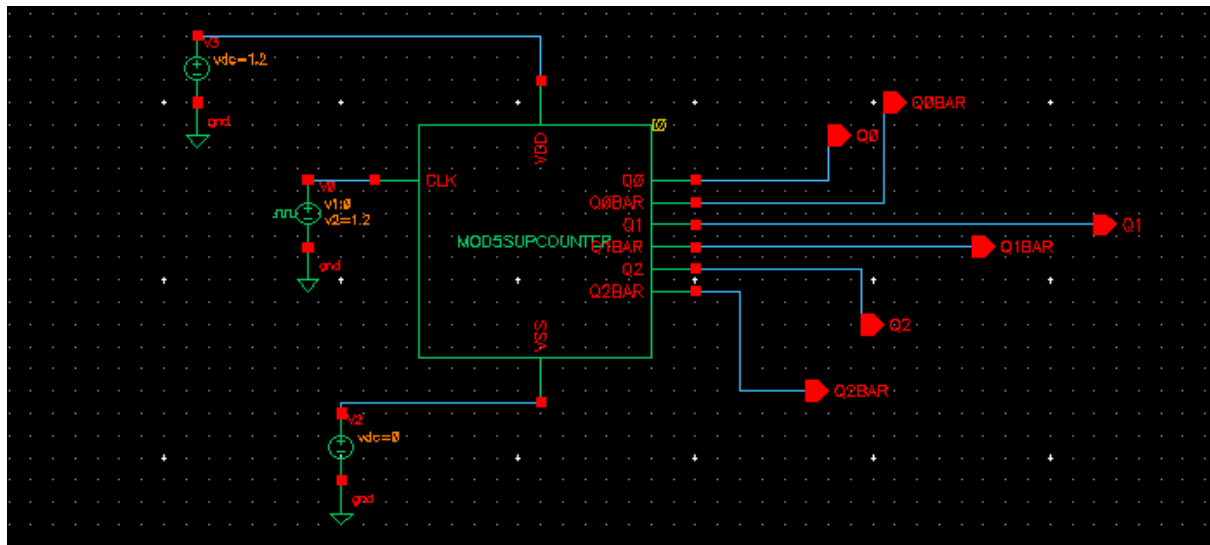 V3
vdc=1.2
gnd
VDD
[@]
Q0BAR
Q0
V0
v1:0
v2=1.2
gnd
CLK
MOD5SUPCOUNTER
Q0
Q0BAR
Q1
Q1BAR
Q2
Q2BAR
VSS
Q1
Q1BAR
Q2
Q2BAR
V2
vdc=0
gnd